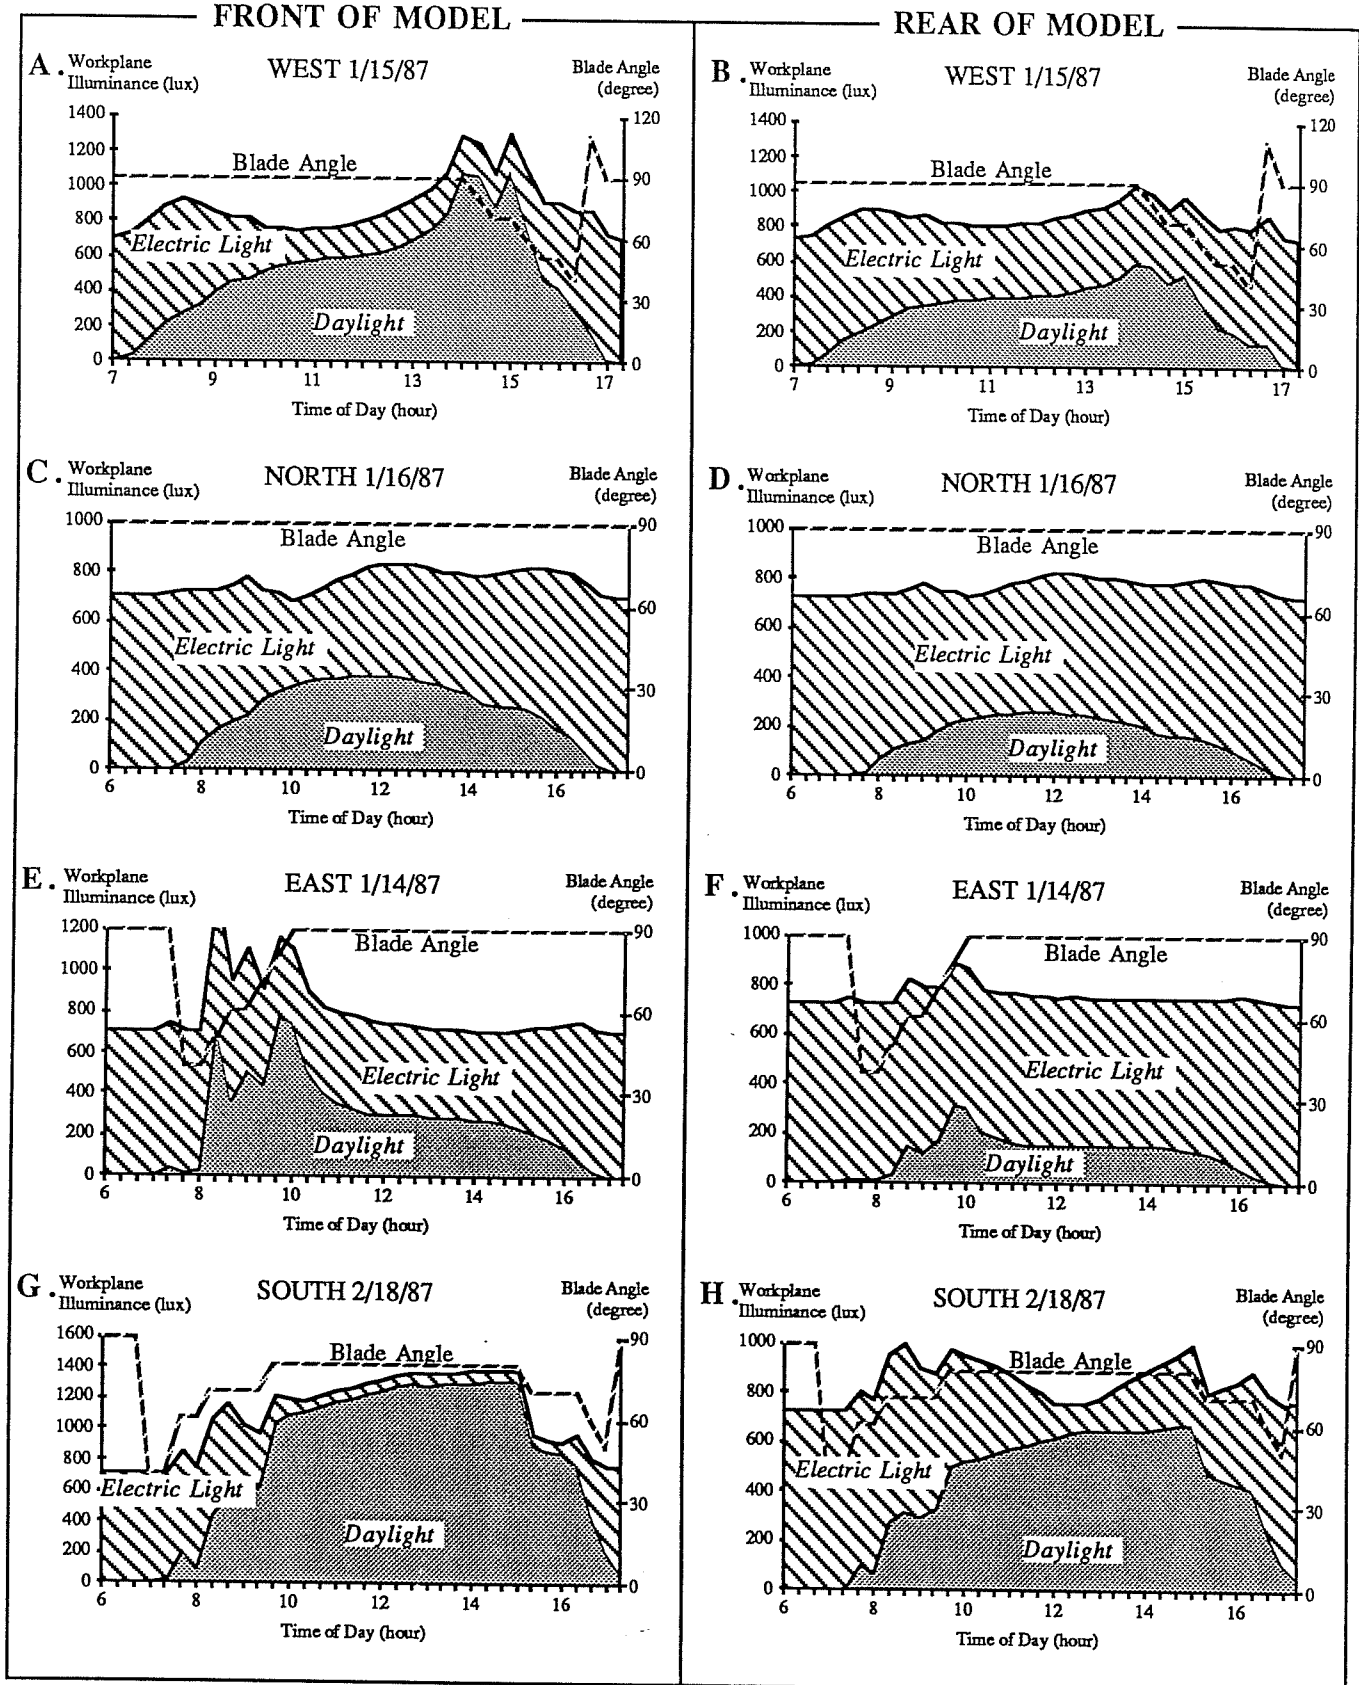 FRONT OF MODEL
REAR OF MODEL
A. Workplane Illuminance (lux)
WEST 1/15/87
Blade Angle (degree)
1400
1200
1000
800
600
400
200
0
120
90
60
30
0
Blade Angle
Electric Light
Daylight
7 9 11 13 15 17
Time of Day (hour)
B. Workplane Illuminance (lux)
WEST 1/15/87
Blade Angle (degree)
1400
1200
1000
800
600
400
200
0
120
90
60
30
0
Blade Angle
Electric Light
Daylight
7 9 11 13 15 17
Time of Day (hour)
C. Workplane Illuminance (lux)
NORTH 1/16/87
Blade Angle (degree)
1000
800
600
400
200
0
90
60
30
0
Blade Angle
Electric Light
Daylight
6 8 10 12 14 16
Time of Day (hour)
D. Workplane Illuminance (lux)
NORTH 1/16/87
Blade Angle (degree)
1000
800
600
400
200
0
90
60
30
0
Blade Angle
Electric Light
Daylight
6 8 10 12 14 16
Time of Day (hour)
E. Workplane Illuminance (lux)
EAST 1/14/87
Blade Angle (degree)
1200
1000
800
600
400
200
0
90
60
30
0
Blade Angle
Electric Light
Daylight
6 8 10 12 14 16
Time of Day (hour)
F. Workplane Illuminance (lux)
EAST 1/14/87
Blade Angle (degree)
1000
800
600
400
200
0
90
60
30
0
Blade Angle
Electric Light
Daylight
6 8 10 12 14 16
Time of Day (hour)
G. Workplane Illuminance (lux)
SOUTH 2/18/87
Blade Angle (degree)
1600
1400
1200
1000
800
600
400
200
0
90
60
30
0
Blade Angle
Electric Light
Daylight
6 8 10 12 14 16
Time of Day (hour)
H. Workplane Illuminance (lux)
SOUTH 2/18/87
Blade Angle (degree)
1000
800
600
400
200
0
90
60
30
0
Blade Angle
Electric Light
Daylight
6 8 10 12 14 16
Time of Day (hour)